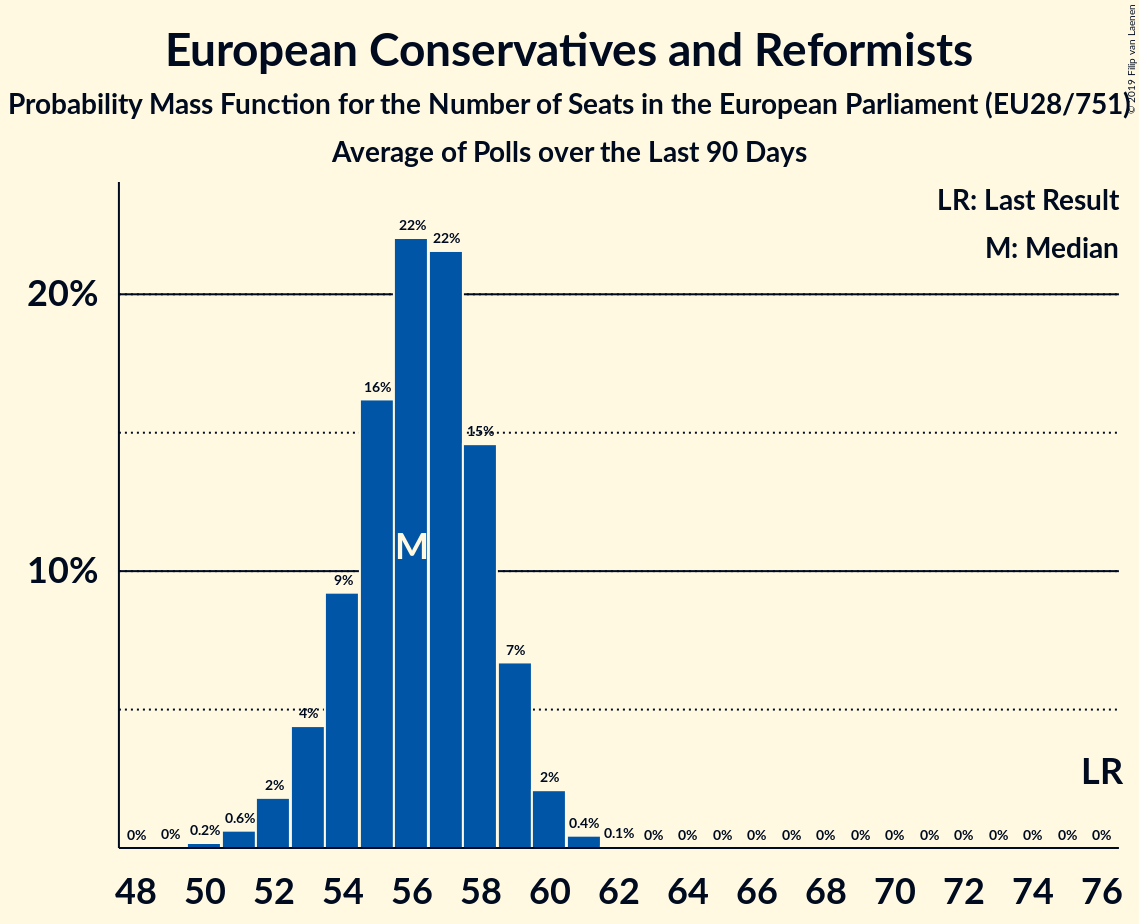 European Conservatives and Reformists
Probability Mass Function for the Number of Seats in the European Parliament (EU28/751)
Average of Polls over the Last 90 Days
© 2019 Filip van Laenen
LR: Last Result
M: Median
20%
10%
0% 0% 0.2% 0.6% 2% 4% 9% 16% 22% 22% 15% 7% 2% 0.4% 0.1% 0% 0% 0% 0% 0% 0% 0% 0% 0% 0% 0% 0% 0% 0%
M
LR
48 50 52 54 56 58 60 62 64 66 68 70 72 74 76